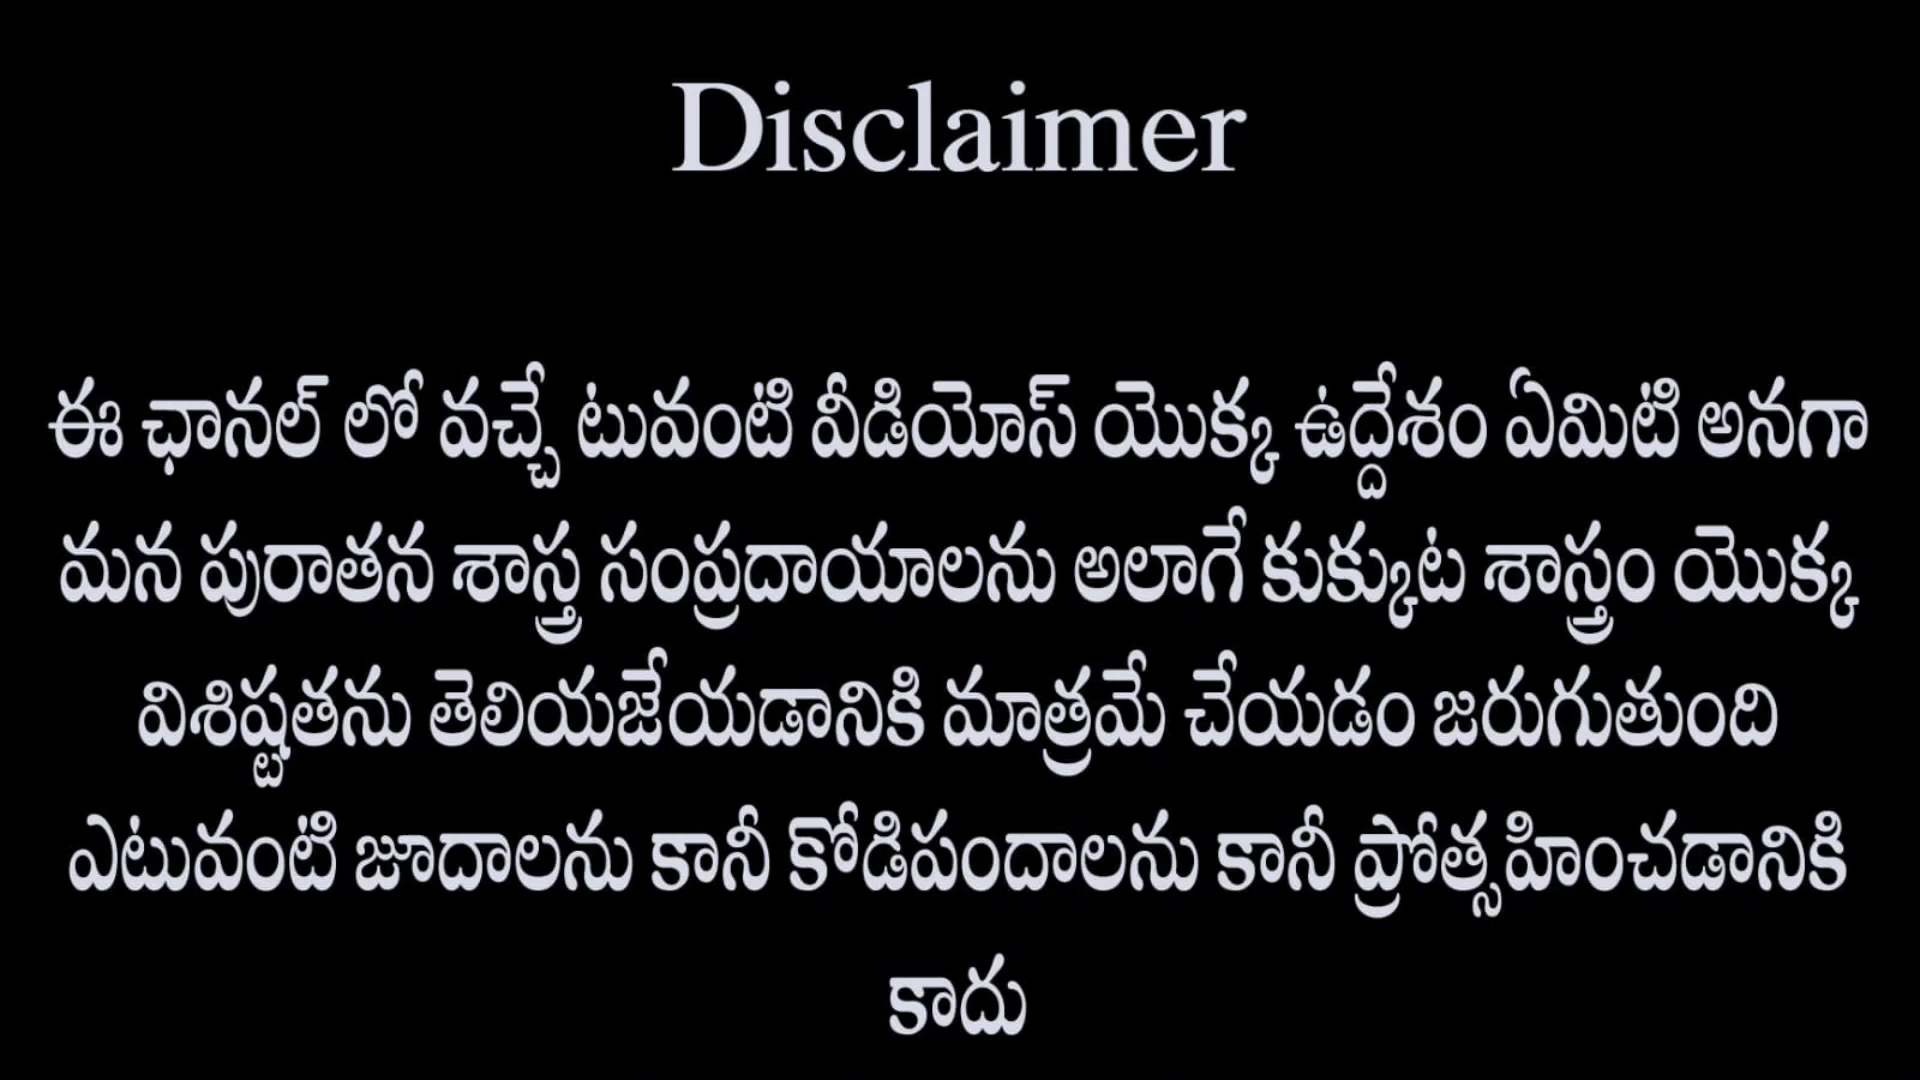 Disclaimer
ఈ ఛానల్ లో వచ్చే టువంటి వీడియోస్ యొక్క ఉద్దేశం ఏమిటి అనగా
మన పురాతన శాస్త్ర సంప్రదాయాలను అలాగే కుక్కుట శాస్త్రం యొక్క
విశిష్టతను తెలియజేయడానికి మాత్రమే చేయడం జరుగుతుంది
ఎటువంటి జూదాలను కానీ కోడిపందాలను కానీ ప్రోత్సహించడానికి
కాదు